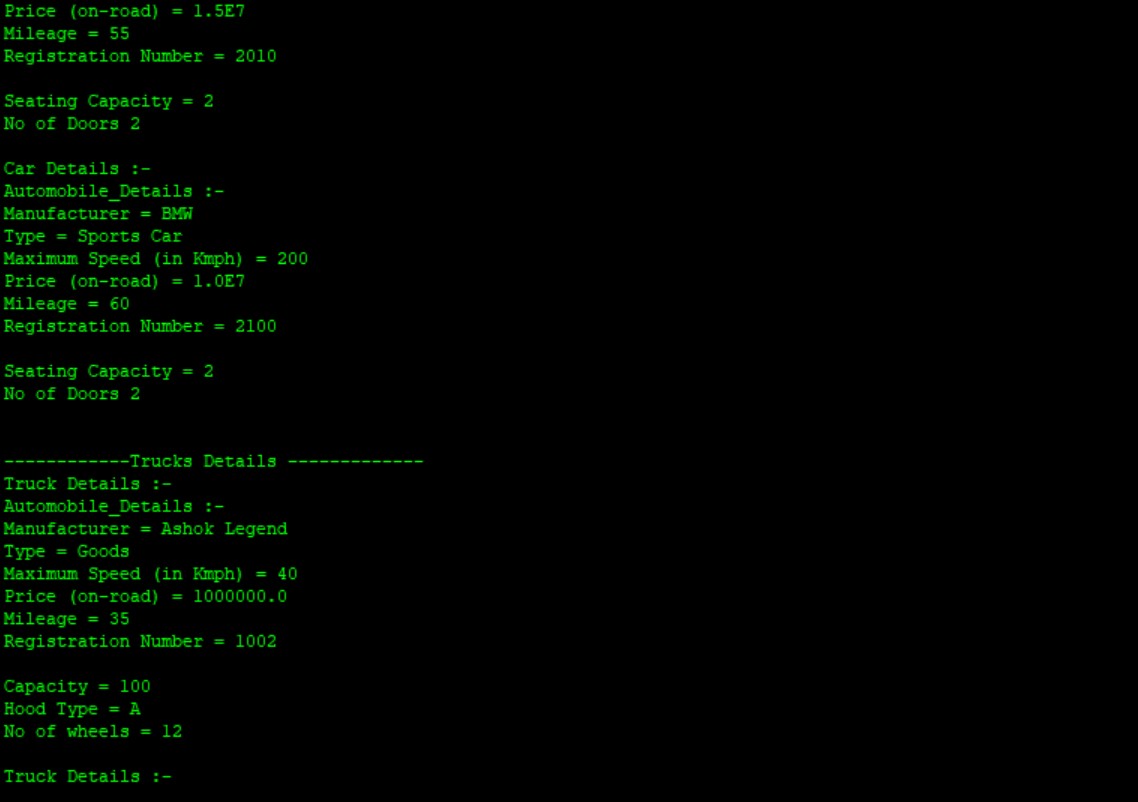 Price (on-road) = 1.5E7
Mileage = 55
Registration Number = 2010
Seating Capacity = 2
No of Doors 2
Car Details :-
Automobile_Details :-
Manufacturer = BMW
Type = Sports Car
Maximum Speed (in Kmph) = 200
Price (on-road) = 1.0E7
Mileage = 60
Registration Number = 2100
Seating Capacity = 2
No of Doors 2
------------Trucks Details -------------
Truck Details :-
Automobile_Details :-
Manufacturer = Ashok Legend
Type = Goods
Maximum Speed (in Kmph) = 40
Price (on-road) = 1000000.0
Mileage = 35
Registration Number = 1002
Capacity = 100
Hood Type = A
No of wheels = 12
Truck Details :-